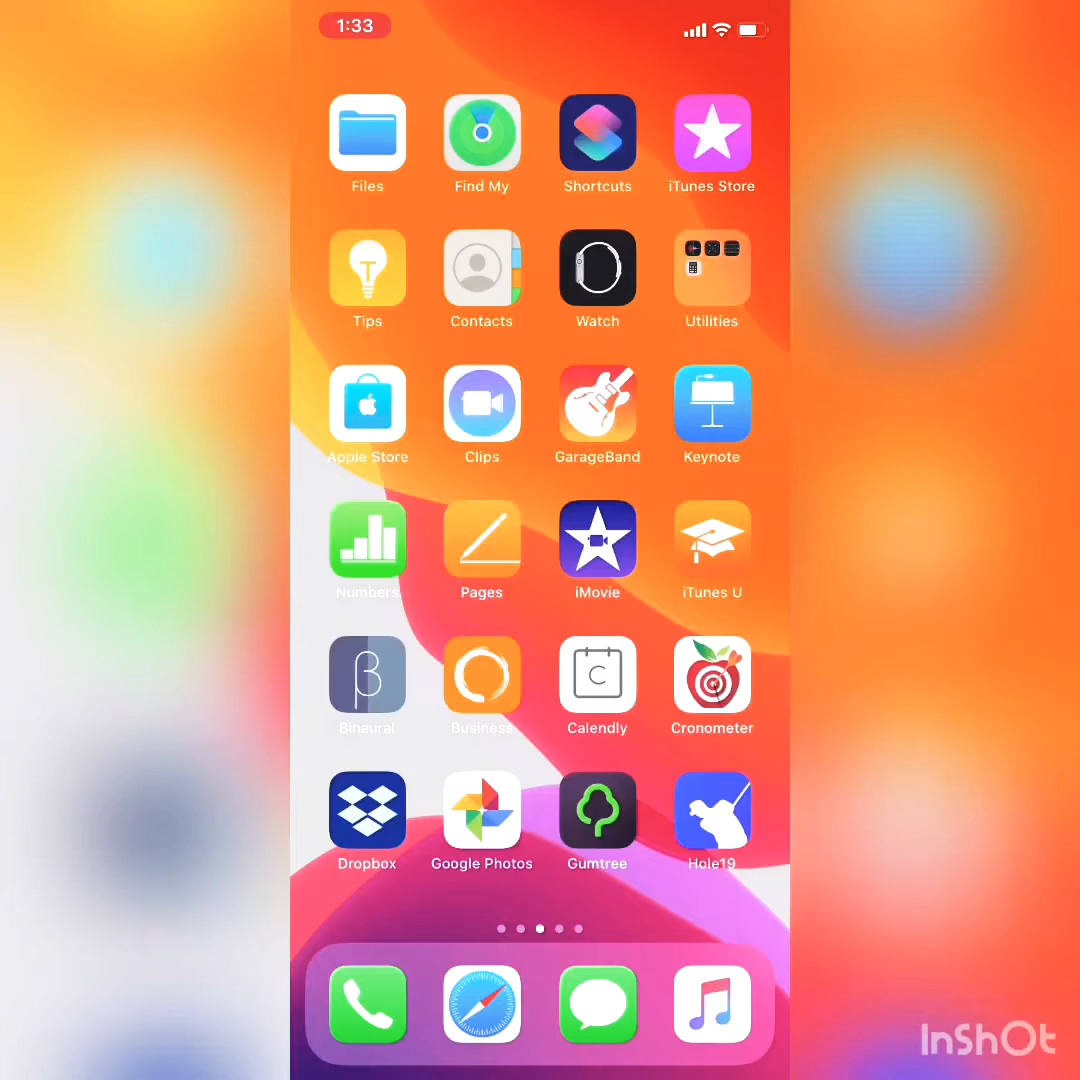 1:33
Files Find My Shortcuts iTunes Store
Tips Contacts Watch Utilities
Apple Store Clips GarageBand Keynote
Numbers Pages iMovie iTunes U
β
C
Binaural Business Calendly Cronometer
Dropbox Google Photos Gumtree Hole19
InShOt